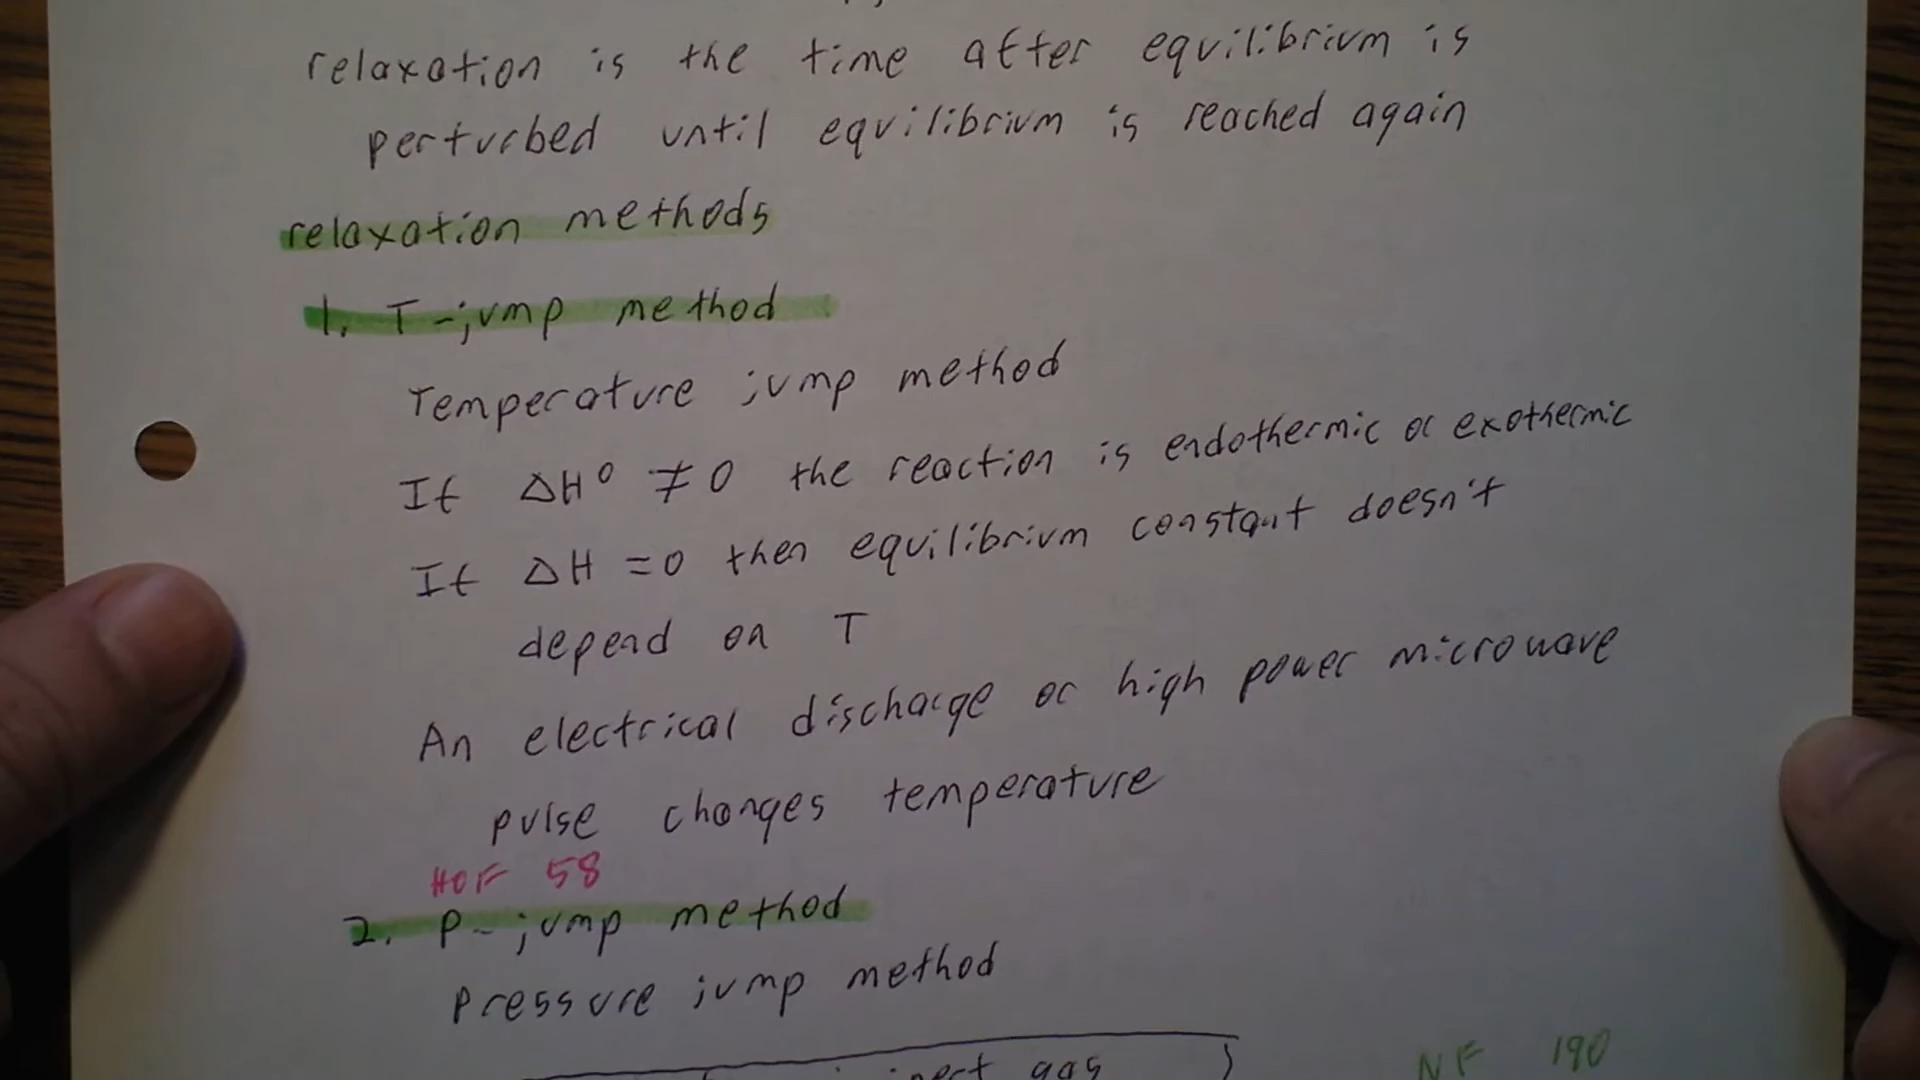 relaxation is the time after equilibrium is
perturbed until equilibrium is reached again
relaxation methods
1. T-jump method
Temperature jump method
If ΔH° ≠ 0 the reaction is endothermic or exothermic
If ΔH = 0 then equilibrium constant doesn't
depend on T
An electrical discharge or high power microwave
pulse changes temperature
HOF 58
2. P-jump method
Pressure jump method
gas
NF 190